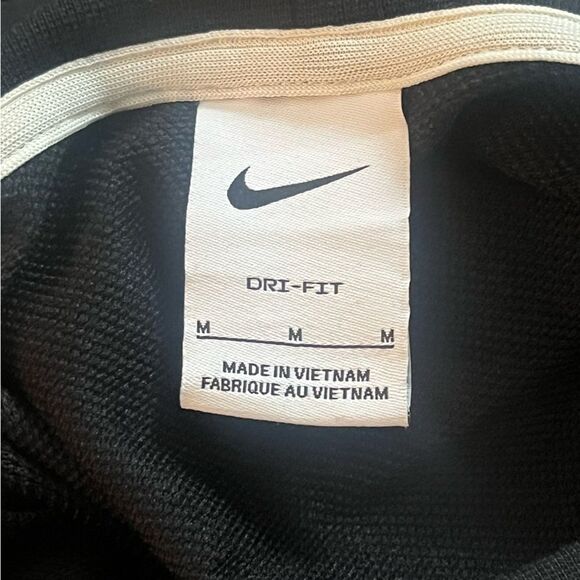 DRI-FIT
M M M
MADE IN VIETNAM
FABRIQUE AU VIETNAM